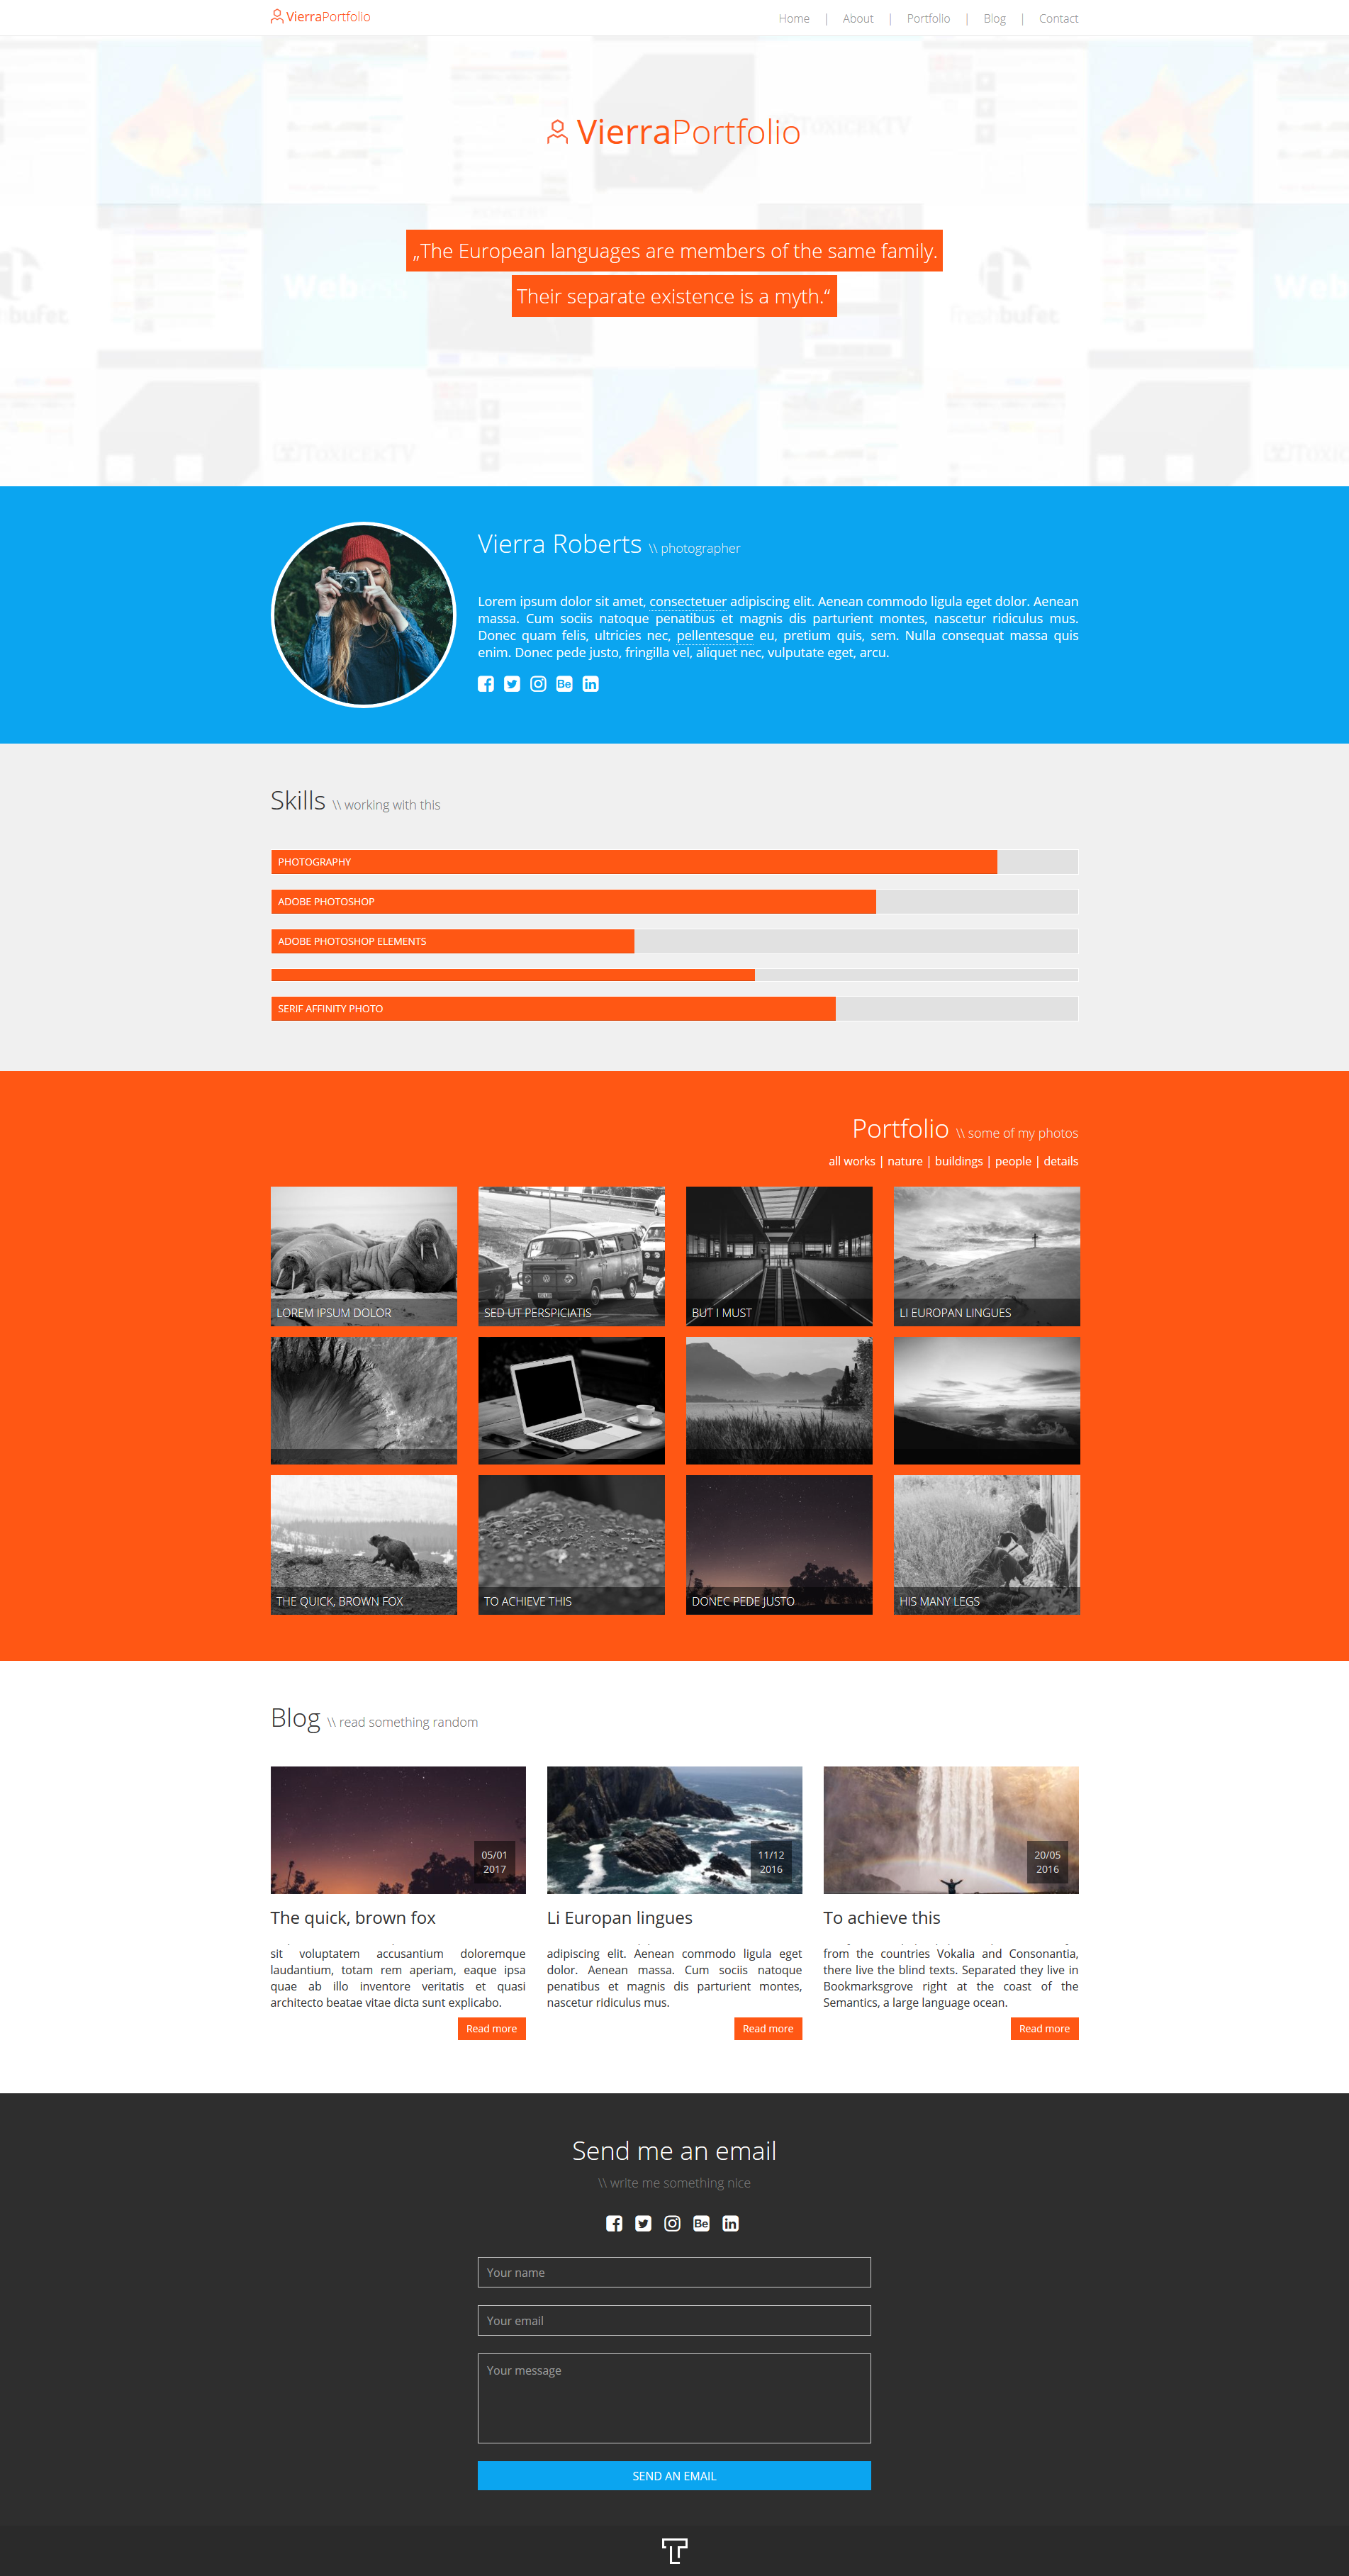 VierraPortfolio
Home | About | Portfolio | Blog | Contact
VierraPortfolio
„The European languages are members of the same family.
Their separate existence is a myth.“
Vierra Roberts \\ photographer
Lorem ipsum dolor sit amet, consectetuer adipiscing elit. Aenean commodo ligula eget dolor. Aenean
massa. Cum sociis natoque penatibus et magnis dis parturient montes, nascetur ridiculus mus.
Donec quam felis, ultricies nec, pellentesque eu, pretium quis, sem. Nulla consequat massa quis
enim. Donec pede justo, fringilla vel, aliquet nec, vulputate eget, arcu.
Skills \\ working with this
PHOTOGRAPHY
ADOBE PHOTOSHOP
ADOBE PHOTOSHOP ELEMENTS
SERIF AFFINITY PHOTO
Portfolio \\ some of my photos
all works | nature | buildings | people | details
LOREM IPSUM DOLOR
SED UT PERSPICIATIS
BUT I MUST
LI EUROPAN LINGUES
THE QUICK, BROWN FOX
TO ACHIEVE THIS
DONEC PEDE JUSTO
HIS MANY LEGS
Blog \\ read something random
05/01
2017
The quick, brown fox
sit voluptatem accusantium doloremque
laudantium, totam rem aperiam, eaque ipsa
quae ab illo inventore veritatis et quasi
architecto beatae vitae dicta sunt explicabo.
Read more
11/12
2016
Li Europan lingues
adipiscing elit. Aenean commodo ligula eget
dolor. Aenean massa. Cum sociis natoque
penatibus et magnis dis parturient montes,
nascetur ridiculus mus.
Read more
20/05
2016
To achieve this
from the countries Vokalia and Consonantia,
there live the blind texts. Separated they live in
Bookmarksgrove right at the coast of the
Semantics, a large language ocean.
Read more
Send me an email
\\ write me something nice
Your name
Your email
Your message
SEND AN EMAIL